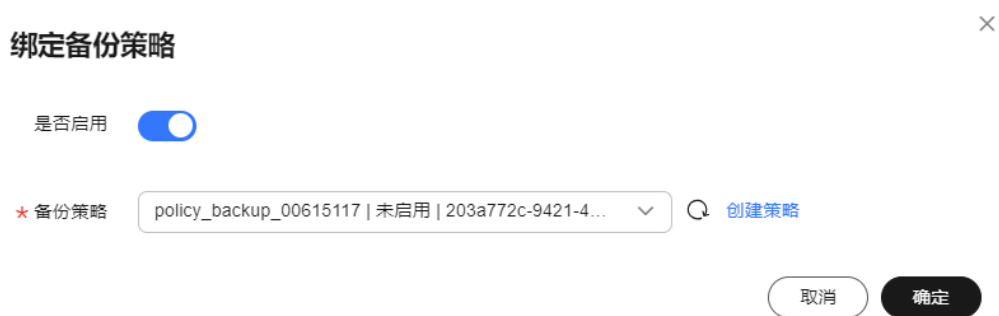 绑定备份策略
是否启用
* 备份策略 policy_backup_00615117 | 未启用 | 203a772c-9421-4... 创建策略
取消 确定